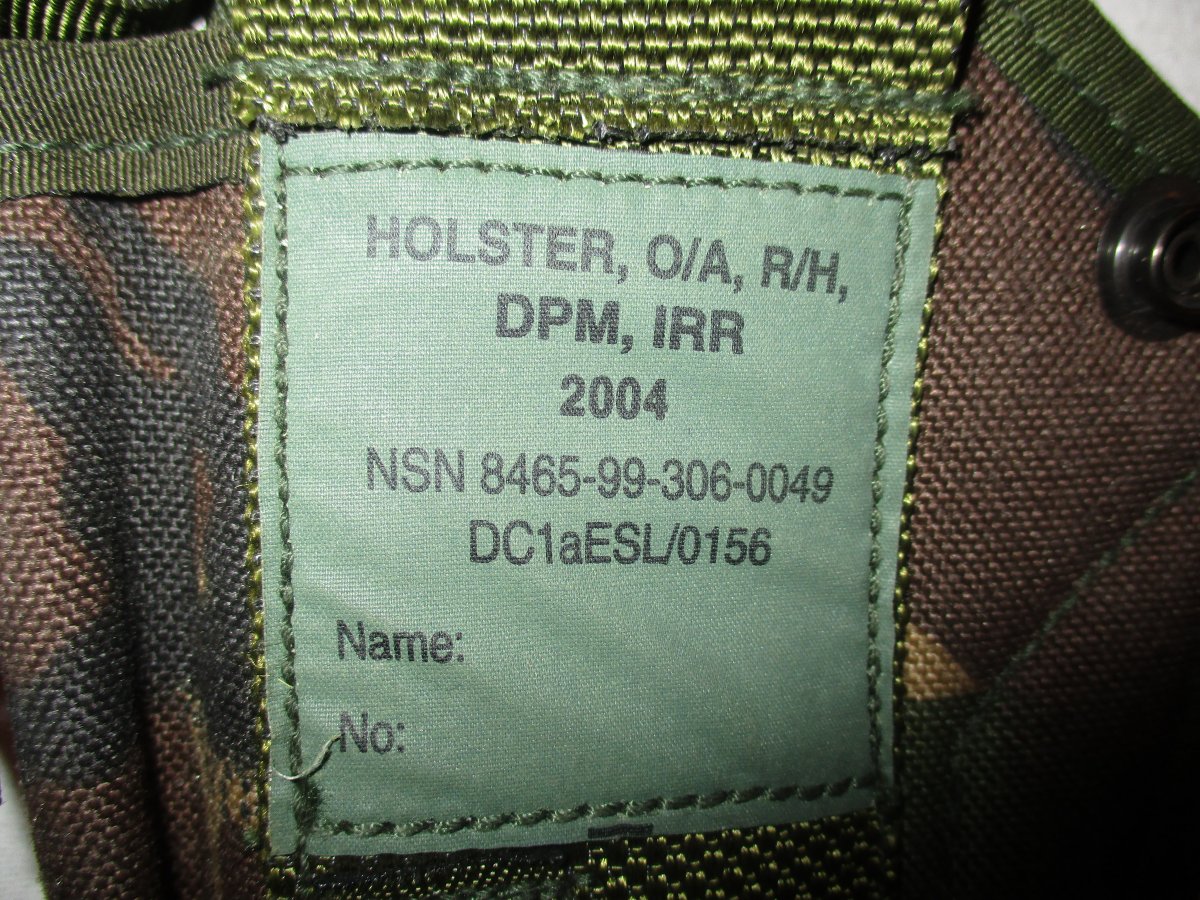 HOLSTER, O/A, R/H,
DPM, IRR
2004
NSN 8465-99-306-0049
DC1aESL/0156
Name:
No: